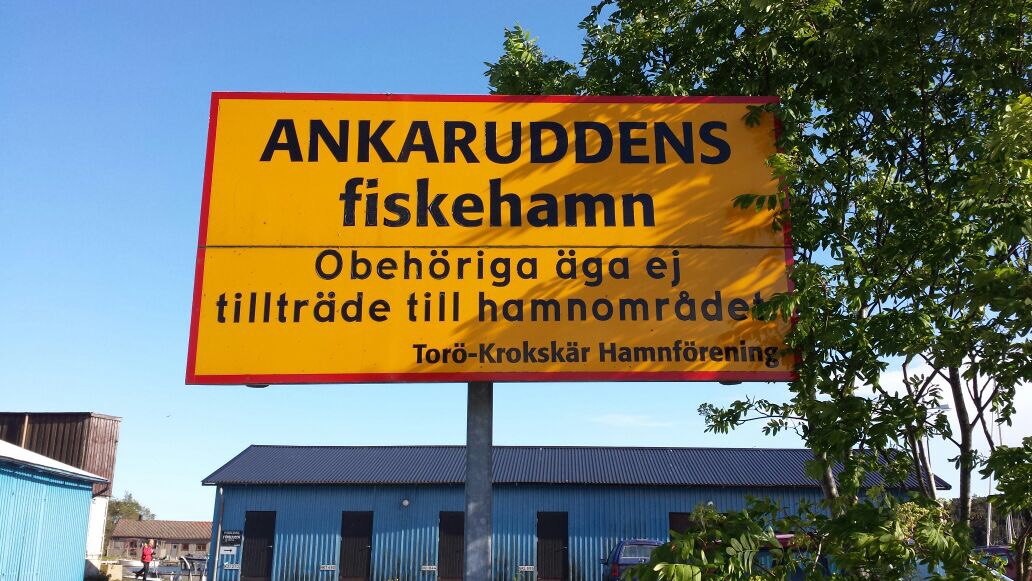 ANKARUDDENS
fiskehamn
Obehöriga äga ej
tillträde till hamnområdet
Torö-Krokskär Hamnförening